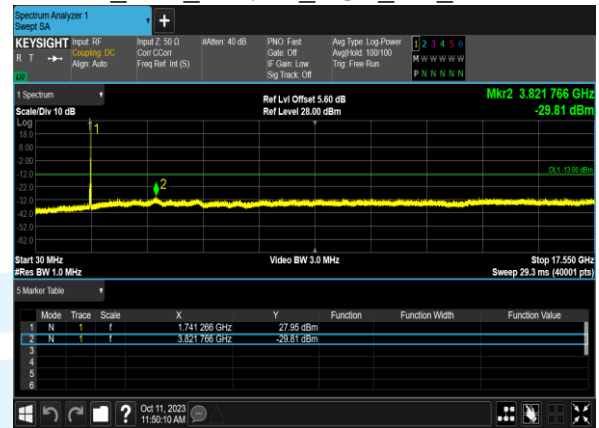 Spectrum Analyzer 1
Swept SA
KEYSIGHT Input: RF Input Z: 50 Ω #Atten: 40 dB PNO: Fast Avg Type: Log-Power 1 2 3 4 5 6
R T Coupling: DC Corr CCorr Gate: Off Avg|Hold: 100/100 M W W W W W
Align: Auto Freq Ref: Int (S) IF Gain: Low Trig: Free Run P N N N N N
Sig Track: Off
1 Spectrum
Ref Lvl Offset 5.60 dB
Mkr2 3.821 766 GHz
Scale/Div 10 dB Ref Level 28.00 dBm -29.81 dBm
Log
1
18.0
8.00
-2.00
-12.0
DL1 -13.00 dBm
-22.0
2
-32.0
-42.0
-52.0
-62.0
Start 30 MHz Video BW 3.0 MHz Stop 17.550 GHz
#Res BW 1.0 MHz Sweep 29.3 ms (40001 pts)
5 Marker Table
Mode Trace Scale X Y Function Function Width Function Value
1 N 1 f 1.741 266 GHz 27.95 dBm
2 N 1 f 3.821 766 GHz -29.81 dBm
3
4
5
6
? Oct 11, 2023
11:50:10 AM